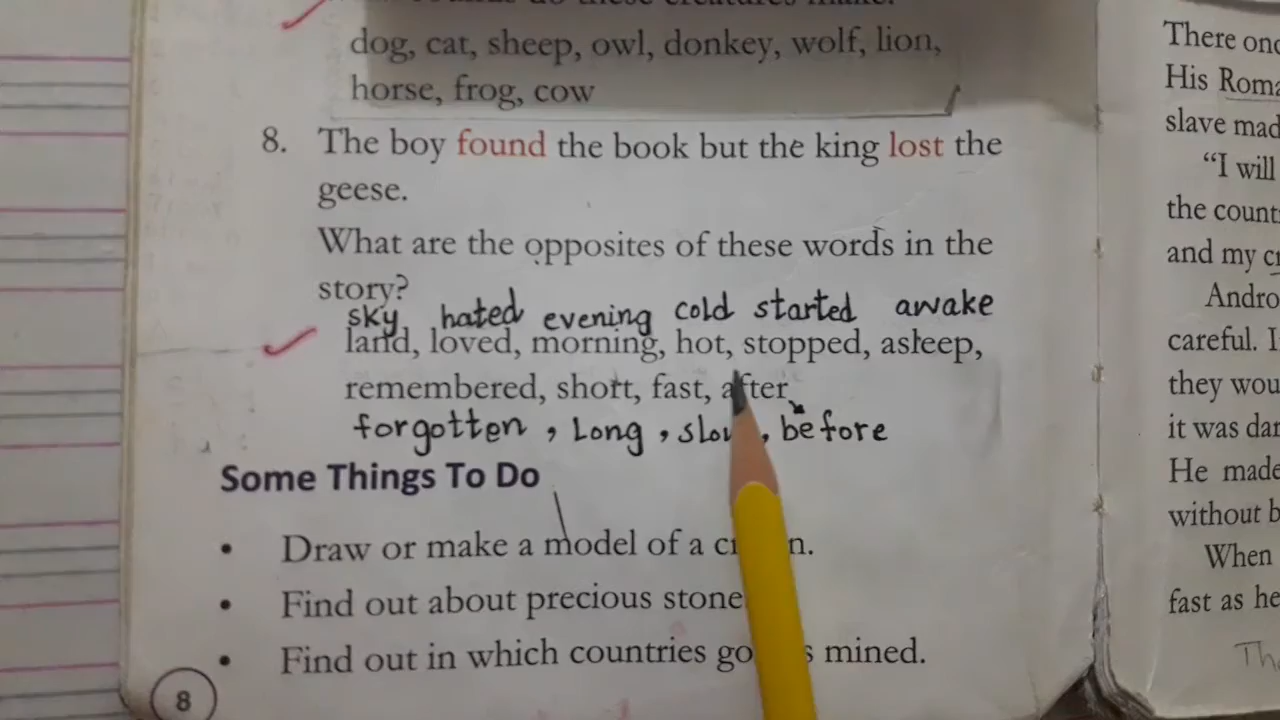 dog, cat, sheep, owl, donkey, wolf, lion,
horse, frog, cow
8. The boy found the book but the king lost the
geese.
What are the opposites of these words in the
story?
sky, hated evening cold started awake
land, loved, morning, hot, stopped, asleep,
remembered, short, fast, after
forgotten, Long, slow, before
Some Things To Do
• Draw or make a model of a
• Find out about precious
• Find out in which countries mined.
8
There
His
slave
"I will
the
and my
Andro
careful.
they
it was
He made
without
When
fast as